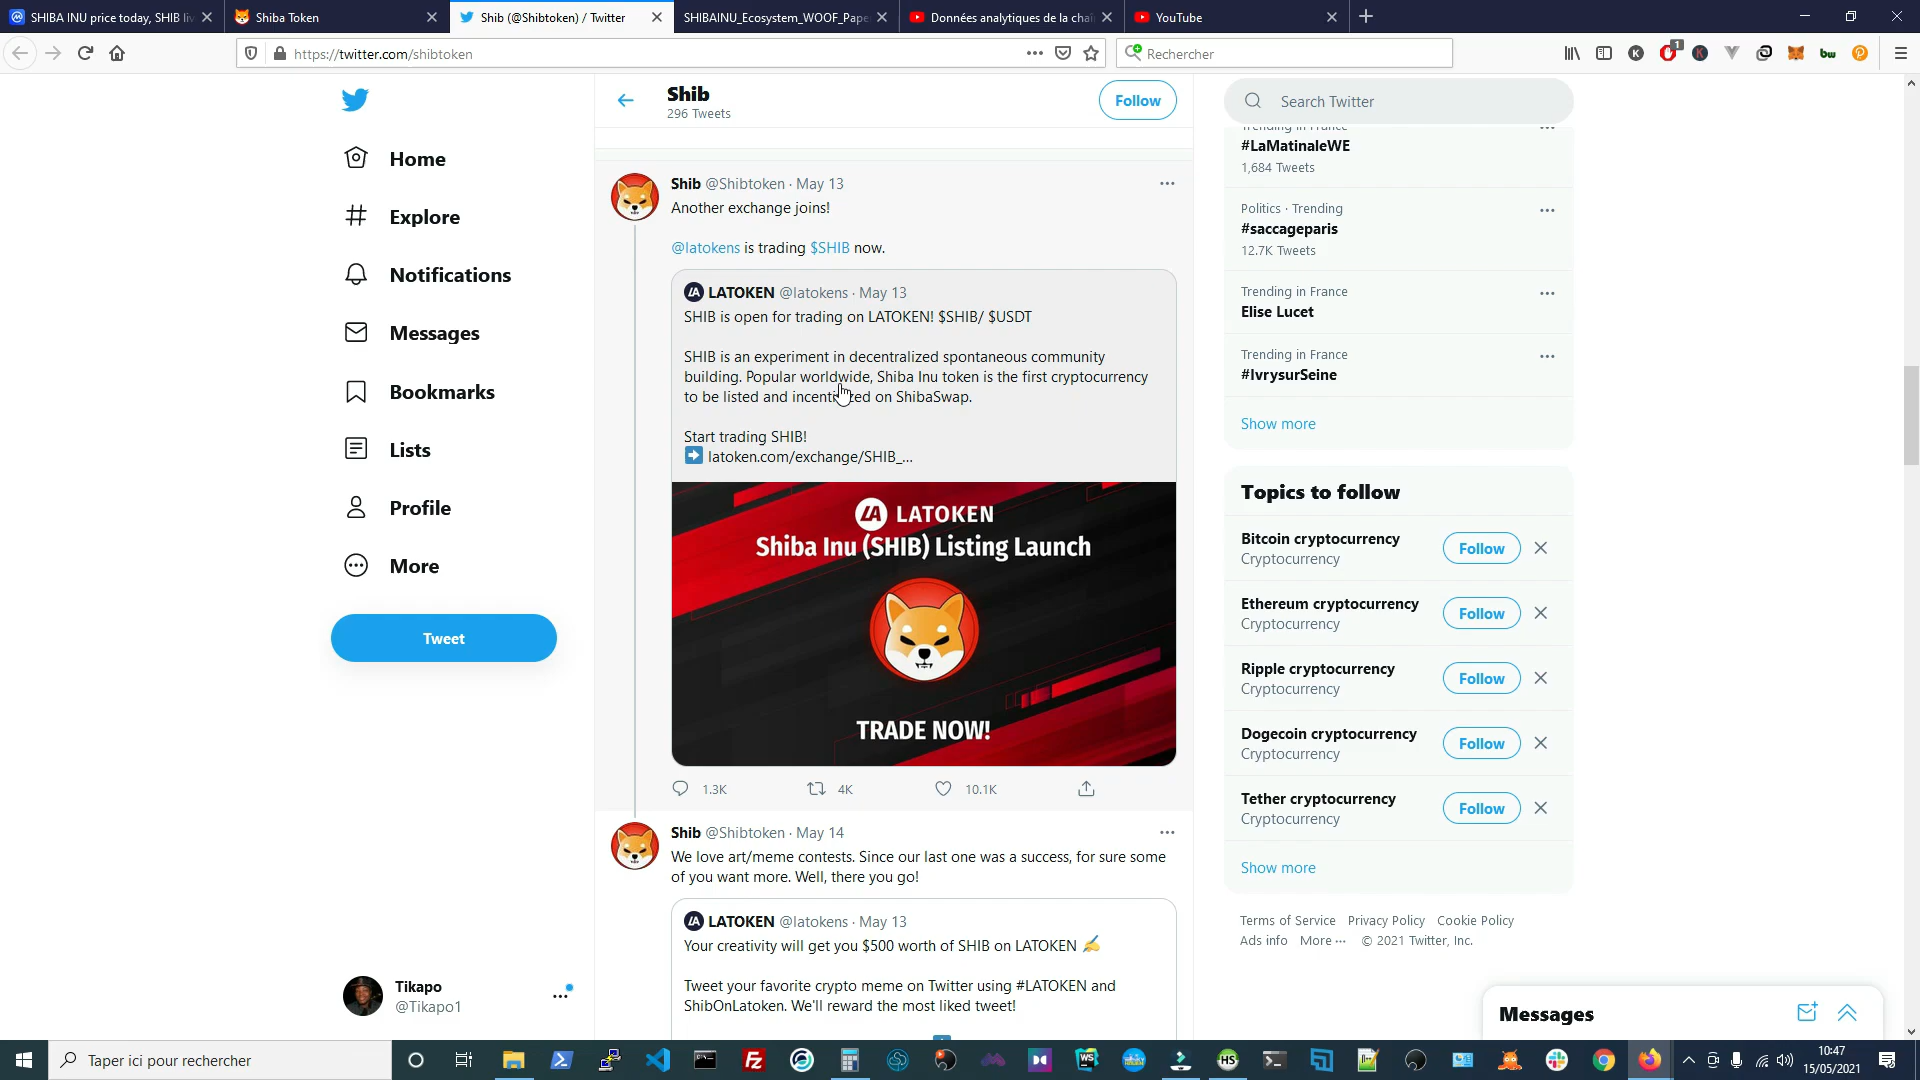 SHIBA INU price today, SHIB li
Shiba Token
Shib (@Shibtoken) / Twitter
SHIBAINU_Ecosystem_WOOF_Pape
Données analytiques de la chaî
YouTube
https://twitter.com/shibtoken
Rechercher
1
bw
Shib
296 Tweets
Follow
Search Twitter
Home
Explore
Notifications
Messages
Bookmarks
Lists
Profile
More
Tweet
Tikapo
@Tikapo1
Shib @Shibtoken · May 13
Another exchange joins!
@latokens is trading $SHIB now.
LATOKEN @latokens · May 13
SHIB is open for trading on LATOKEN! $SHIB/ $USDT
SHIB is an experiment in decentralized spontaneous community
building. Popular worldwide, Shiba Inu token is the first cryptocurrency
to be listed and incentivized on ShibaSwap.
Start trading SHIB!
latoken.com/exchange/SHIB_...
LATOKEN
Shiba Inu (SHIB) Listing Launch
TRADE NOW!
1.3K
4K
10.1K
Shib @Shibtoken · May 14
We love art/meme contests. Since our last one was a success, for sure some
of you want more. Well, there you go!
LATOKEN @latokens · May 13
Your creativity will get you $500 worth of SHIB on LATOKEN ✍️
Tweet your favorite crypto meme on Twitter using #LATOKEN and
ShibOnLatoken. We'll reward the most liked tweet!
Trending in France
#LaMatinaleWE
1,684 Tweets
Politics · Trending
#saccageparis
12.7K Tweets
Trending in France
Elise Lucet
Trending in France
#IvrysurSeine
Show more
Topics to follow
Bitcoin cryptocurrency
Cryptocurrency
Follow
Ethereum cryptocurrency
Cryptocurrency
Follow
Ripple cryptocurrency
Cryptocurrency
Follow
Dogecoin cryptocurrency
Cryptocurrency
Follow
Tether cryptocurrency
Cryptocurrency
Follow
Show more
Terms of Service Privacy Policy Cookie Policy
Ads info More ··· © 2021 Twitter, Inc.
Messages
Taper ici pour rechercher
10:47
15/05/2021